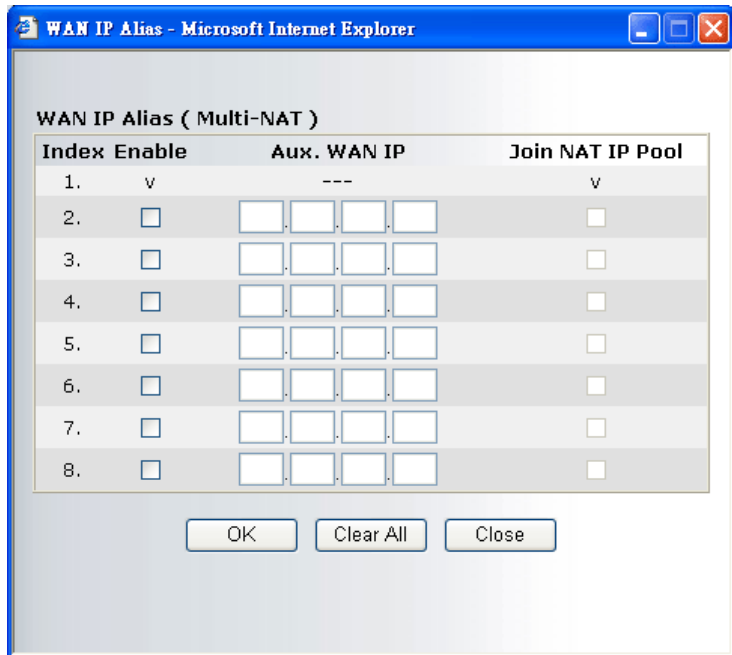 WAN IP Alias - Microsoft Internet Explorer
WAN IP Alias ( Multi-NAT )
Index Enable Aux. WAN IP Join NAT IP Pool
1. v --- v
2. . . .
3. . . .
4. . . .
5. . . .
6. . . .
7. . . .
8. . . .
OK Clear All Close